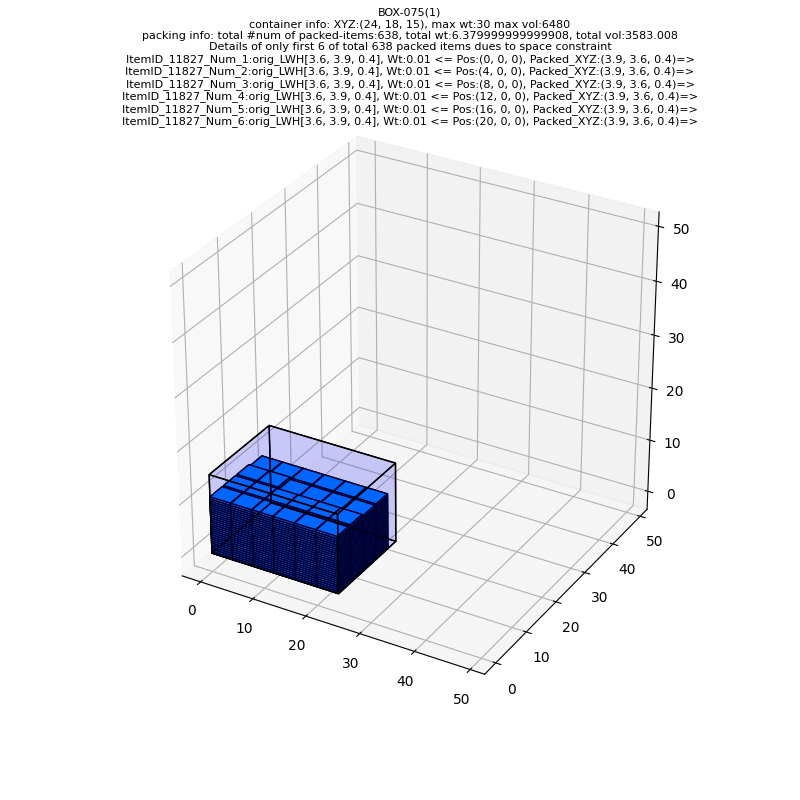 BOX-075(1)
container info: XYZ:(24, 18, 15), max wt:30 max vol:6480
packing info: total #num of packed-items:638, total wt:6.379999999999908, total vol:3583.008
Details of only first 6 of total 638 packed items dues to space constraint
ItemID_11827_Num_1:orig_LWH[3.6, 3.9, 0.4], Wt:0.01 <= Pos:(0, 0, 0), Packed_XYZ:(3.9, 3.6, 0.4)=>
ItemID_11827_Num_2:orig_LWH[3.6, 3.9, 0.4], Wt:0.01 <= Pos:(4, 0, 0), Packed_XYZ:(3.9, 3.6, 0.4)=>
ItemID_11827_Num_3:orig_LWH[3.6, 3.9, 0.4], Wt:0.01 <= Pos:(8, 0, 0), Packed_XYZ:(3.9, 3.6, 0.4)=>
ItemID_11827_Num_4:orig_LWH[3.6, 3.9, 0.4], Wt:0.01 <= Pos:(12, 0, 0), Packed_XYZ:(3.9, 3.6, 0.4)=>
ItemID_11827_Num_5:orig_LWH[3.6, 3.9, 0.4], Wt:0.01 <= Pos:(16, 0, 0), Packed_XYZ:(3.9, 3.6, 0.4)=>
ItemID_11827_Num_6:orig_LWH[3.6, 3.9, 0.4], Wt:0.01 <= Pos:(20, 0, 0), Packed_XYZ:(3.9, 3.6, 0.4)=>
50
40
30
20
10
0
50
40
30
20
10
0
0
10
20
30
40
50